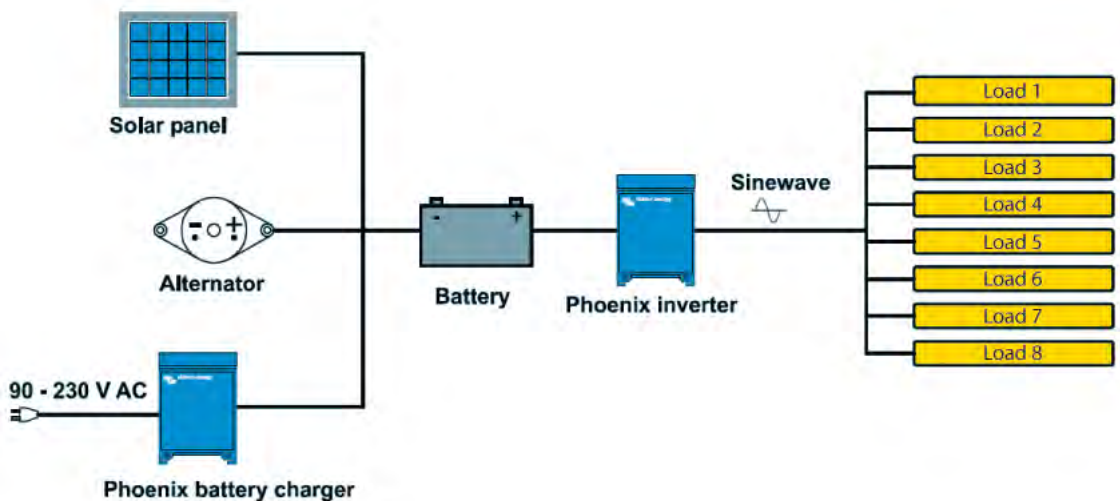 Solar panel
Alternator
90 - 230 V AC
Phoenix battery charger
- +
Battery
Phoenix inverter
Sinewave
Load 1
Load 2
Load 3
Load 4
Load 5
Load 6
Load 7
Load 8